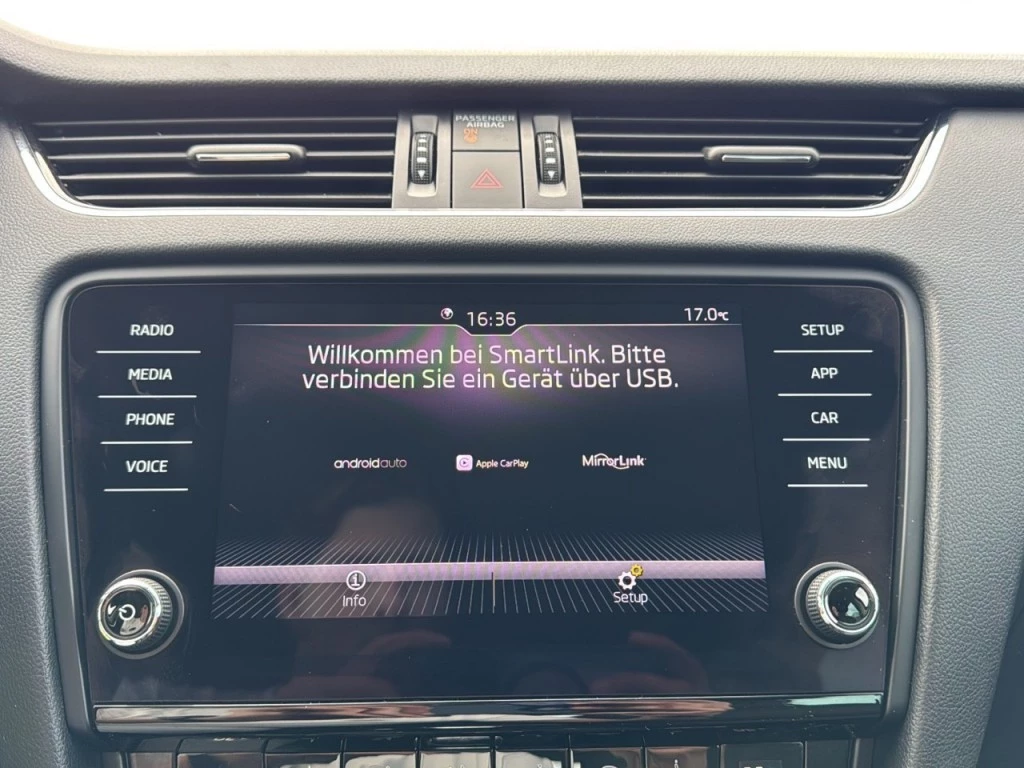 PASSENGER
AIRBAG
ON
16:36
17.0°C
RADIO
MEDIA
PHONE
VOICE
Willkommen bei SmartLink. Bitte
verbinden Sie ein Gerät über USB.
androidauto
Apple CarPlay
MirrorLink
Info
Setup
SETUP
APP
CAR
MENU